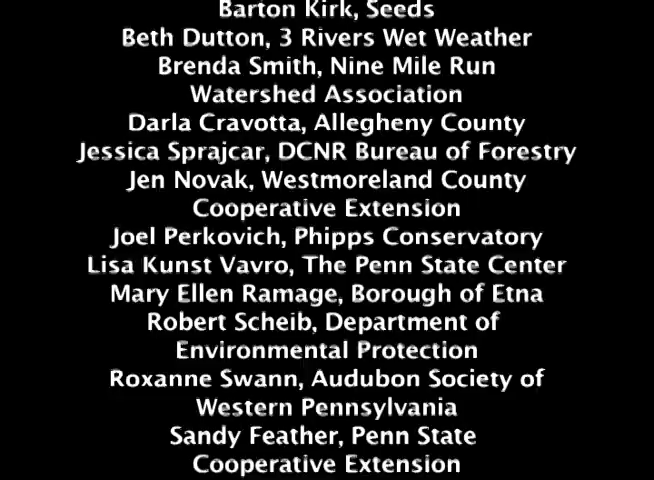 Barton Kirk, Seeds
Beth Dutton, 3 Rivers Wet Weather
Brenda Smith, Nine Mile Run
Watershed Association
Darla Cravotta, Allegheny County
Jessica Sprajcar, DCNR Bureau of Forestry
Jen Novak, Westmoreland County
Cooperative Extension
Joel Perkovich, Phipps Conservatory
Lisa Kunst Vavro, The Penn State Center
Mary Ellen Ramage, Borough of Etna
Robert Scheib, Department of
Environmental Protection
Roxanne Swann, Audubon Society of
Western Pennsylvania
Sandy Feather, Penn State
Cooperative Extension